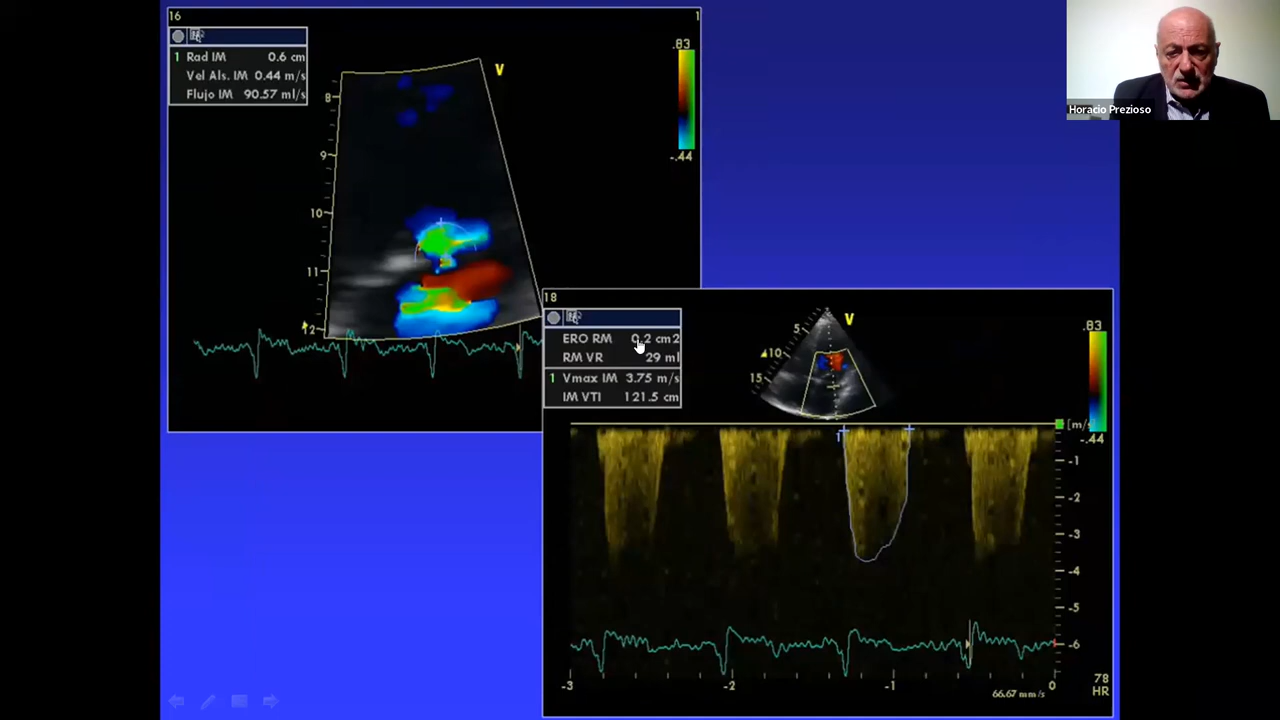 16
1
1 Rad IM 0.6 cm
Vel Als. IM 0.44 m/s
Flujo IM 90.57 ml/s
.83
-.44
V
8
9
10
11
12
Horacio Prezioso
18
ERO RM 0.2 cm2
RM VR 29 ml
1 Vmax IM 3.75 m/s
IM VTI 121.5 cm
V
5
10
15
.83
-.44
1
[m/s]
-1
-2
-3
-4
-5
-6
-3
-2
-1
0
66.67 mm/s
78
HR